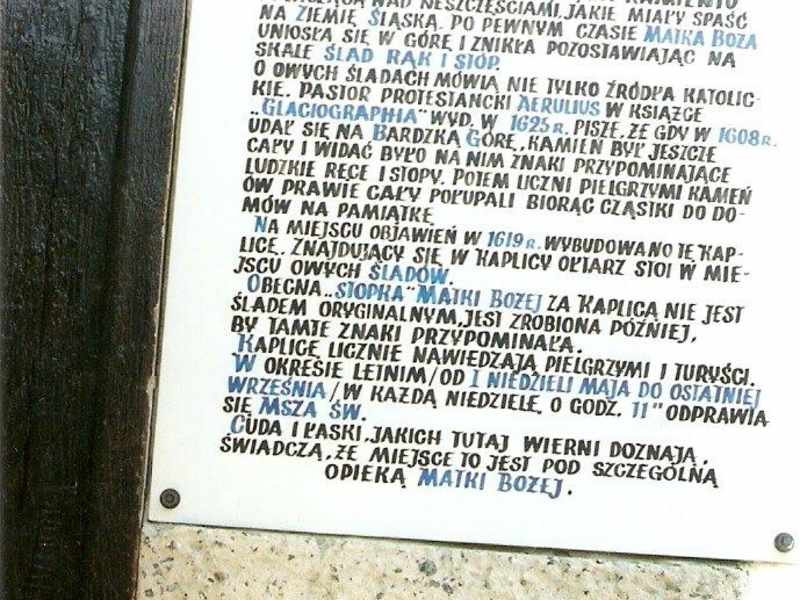 NAD NESZCZĘŚCIAMI, JAKIE MIAŁY SPAŚĆ
NA ZIEMIĘ ŚLĄSKĄ. PO PEWNYM CZASIE MATKA BOŻA
UNIOSŁA SIĘ W GÓRĘ I ZNIKŁA POZOSTAWIAJĄC NA
SKALE ŚLAD RĄK I STÓP.
O OWYCH ŚLADACH MÓWIĄ NIE TYLKO ŹRÓDŁA KATOLIC-
KIE. PASTOR PROTESTANCKI AERULIUS W KSIĄŻCE
„GLACIOGRAPHIA" WYD. W 1625 R. PISZE, ŻE GDY W 1608 R.
UDAŁ SIĘ NA BARDZKĄ GÓRĘ, KAMIEŃ BYŁ JESZCZE
CAŁY I WIDAĆ BYŁO NA NIM ZNAKI PRZYPOMINAJĄCE
LUDZKIE RĘCE I STOPY. POTEM LICZNI PIELGRZYMI KAMEŃ
ÓW PRAWIE CAŁY POŁUPALI BIORĄC CZĄSTKI DO DO-
MÓW NA PAMIĄTKĘ
NA MIEJSCU OBJAWIEŃ W 1619 R. WYBUDOWANO TĘ KAP-
LICĘ. ZNAJDUJĄCY SIĘ W KAPLICY OŁTARZ STOI W MIE-
JSCU OWYCH ŚLADÓW.
OBECNA „STOPKA" MATKI BOŻEJ ZA KAPLICĄ NIE JEST
ŚLADEM ORYGINALNYM, JEST ZROBIONA PÓŹNIEJ,
BY TAMTE ZNAKI PRZYPOMINAŁA.
KAPLICĘ LICZNIE NAWIEDZAJĄ PIELGRZYMI I TURYŚCI.
W OKRESIE LETNIM/OD I NIEDZIELI MAJA DO OSTATNIEJ
WRZEŚNIA/W KAŻDĄ NIEDZIELĘ, O GODZ. 11°° ODPRAWIA
SIĘ MSZA ŚW.
CUDA I ŁASKI, JAKICH TUTAJ WIERNI DOZNAJĄ,
ŚWIADCZĄ, ŻE MIEJSCE TO JEST POD SZCZEGÓLNĄ
OPIEKĄ MATKI BOŻEJ.